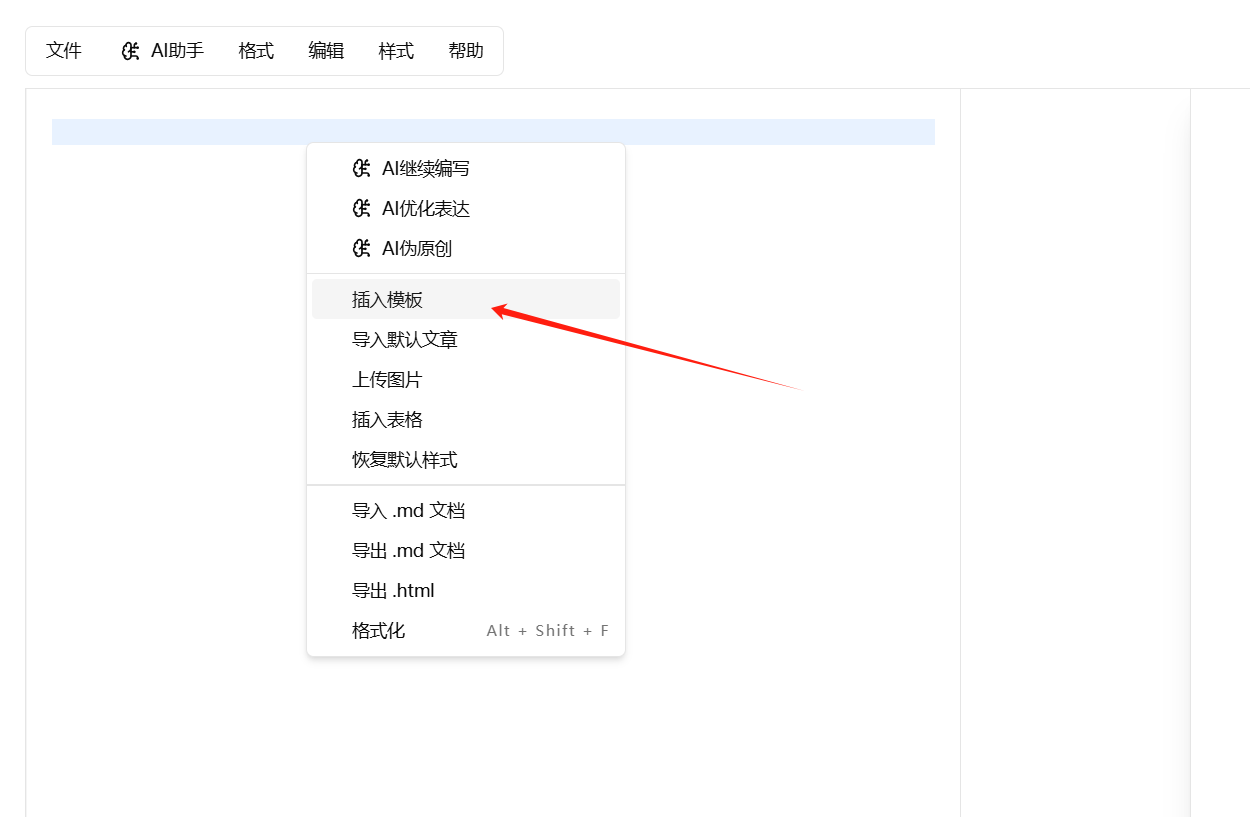 文件 AI助手 格式 编辑 样式 帮助
AI继续编写
AI优化表达
AI伪原创
插入模板
导入默认文章
上传图片
插入表格
恢复默认样式
导入 .md 文档
导出 .md 文档
导出 .html
格式化 Alt + Shift + F